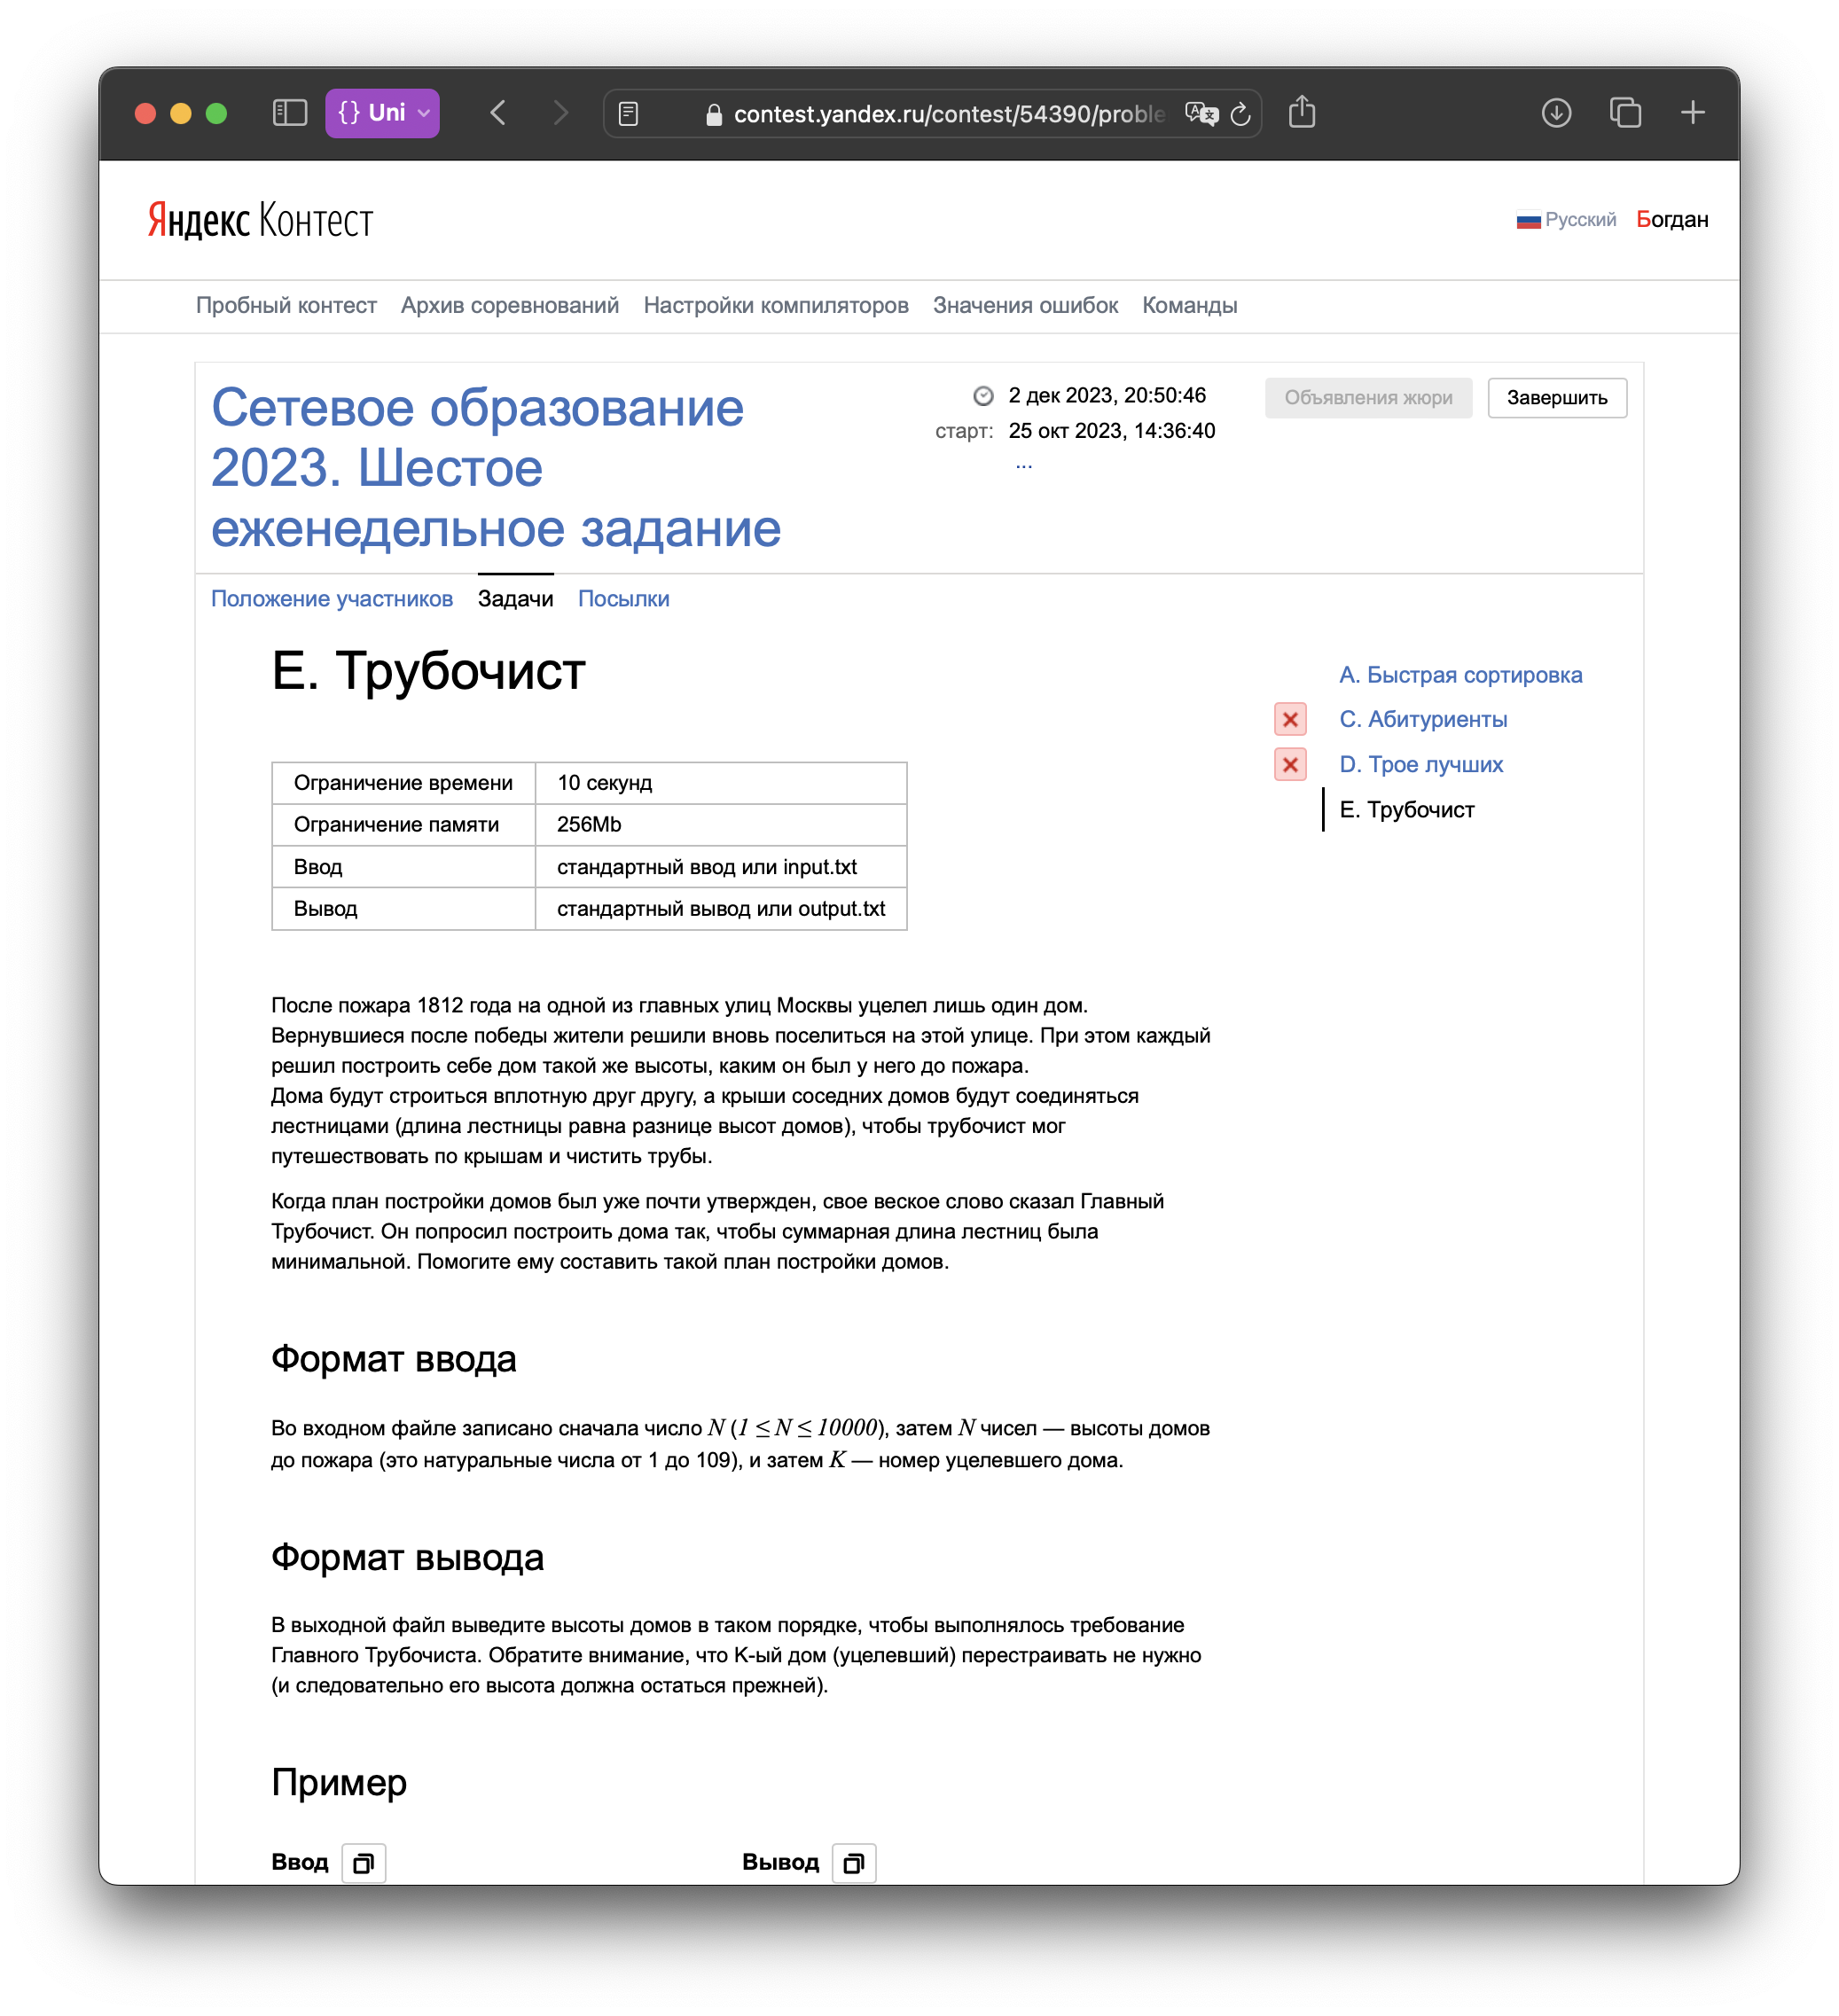 {} Uni
contest.yandex.ru/contest/54390/proble
Яндекс Контест
Русский Богдан
Пробный контест Архив соревнований Настройки компиляторов Значения ошибок Команды
Сетевое образование
2023. Шестое
еженедельное задание
2 дек 2023, 20:50:46
старт: 25 окт 2023, 14:36:40
...
Объявления жюри Завершить
Положение участников Задачи Посылки
E. Трубочист
A. Быстрая сортировка
C. Абитуриенты
D. Трое лучших
E. Трубочист
Ограничение времени 10 секунд
Ограничение памяти 256Mb
Ввод стандартный ввод или input.txt
Вывод стандартный вывод или output.txt
После пожара 1812 года на одной из главных улиц Москвы уцелел лишь один дом.
Вернувшиеся после победы жители решили вновь поселиться на этой улице. При этом каждый
решил построить себе дом такой же высоты, каким он был у него до пожара.
Дома будут строиться вплотную друг другу, а крыши соседних домов будут соединяться
лестницами (длина лестницы равна разнице высот домов), чтобы трубочист мог
путешествовать по крышам и чистить трубы.
Когда план постройки домов был уже почти утвержден, свое веское слово сказал Главный
Трубочист. Он попросил построить дома так, чтобы суммарная длина лестниц была
минимальной. Помогите ему составить такой план постройки домов.
Формат ввода
Во входном файле записано сначала число N (1 ≤ N ≤ 10000), затем N чисел — высоты домов
до пожара (это натуральные числа от 1 до 109), и затем K — номер уцелевшего дома.
Формат вывода
В выходной файл выведите высоты домов в таком порядке, чтобы выполнялось требование
Главного Трубочиста. Обратите внимание, что К-ый дом (уцелевший) перестраивать не нужно
(и следовательно его высота должна остаться прежней).
Пример
Ввод Вывод